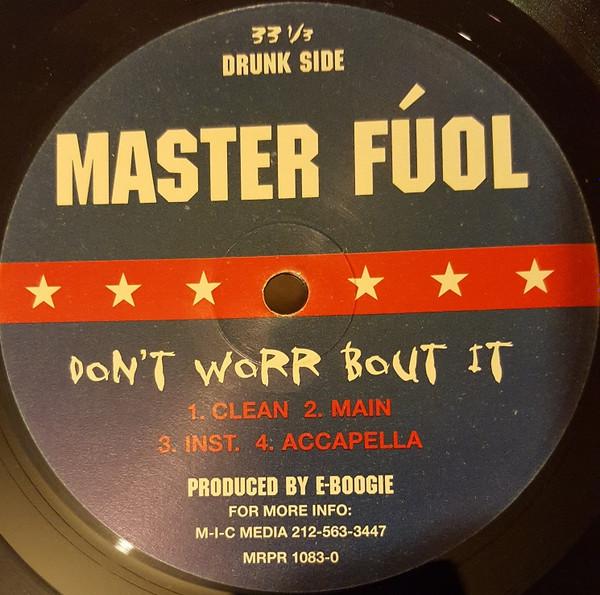 33 1/3
DRUNK SIDE
MASTER FÚOL
DON'T WORR BOUT IT
1. CLEAN 2. MAIN
3. INST. 4. ACCAPELLA
PRODUCED BY E-BOOGIE
FOR MORE INFO:
M-I-C MEDIA 212-563-3447
MRPR 1083-0